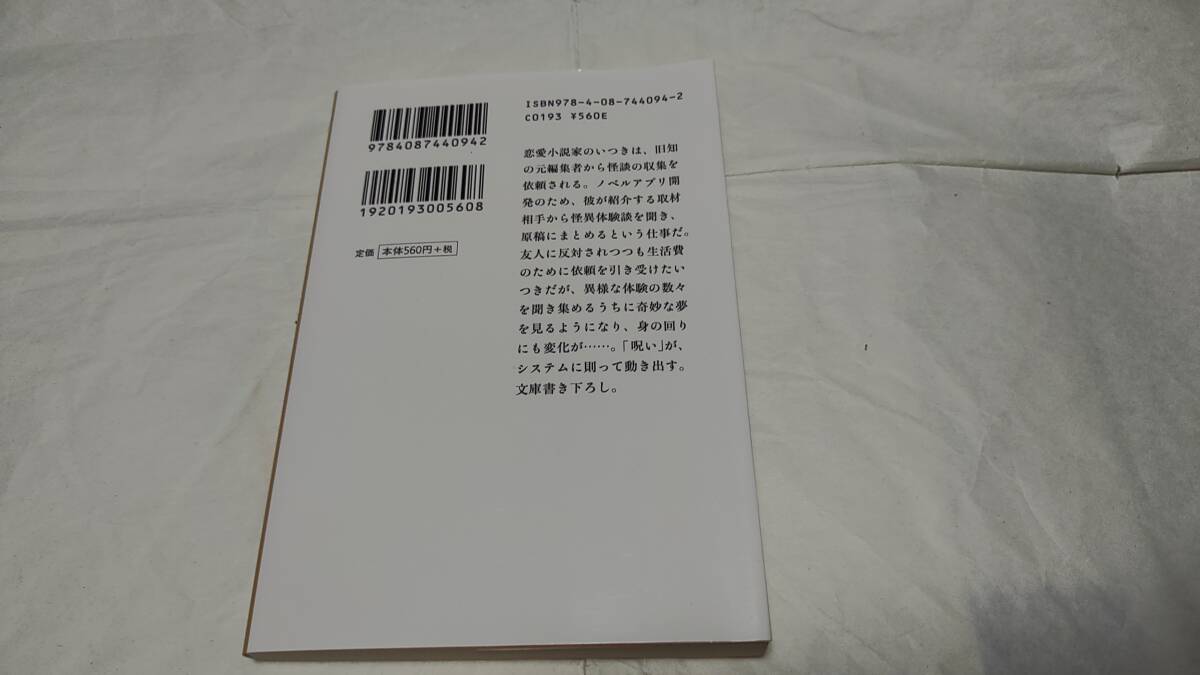 9784087440942
1920193005608
定価 本体560円+税
ISBN978-4-08-744094-2
C0193 ¥560E
恋愛小説家のいつきは、旧知
の元編集者から怪談の収集を
依頼される。ノベルアプリ開
発のため、彼が紹介する取材
相手から怪異体験談を聞き、
原稿にまとめるという仕事だ。
友人に反対されつつも生活費
のために依頼を引き受けたい
つきだが、異様な体験の数々
を聞き集めるうちに奇妙な夢
を見るようになり、身の回り
にも変化が……。「呪い」が、
システムに則って動き出す。
文庫書き下ろし。